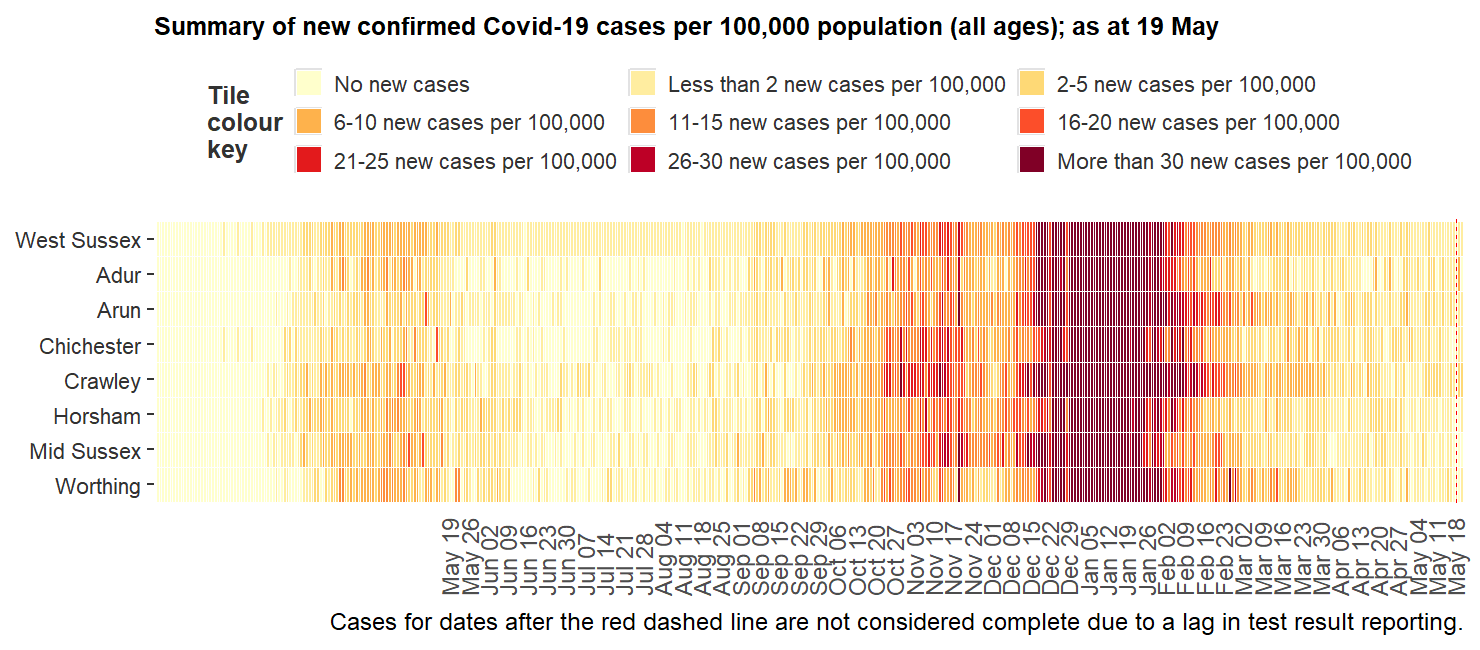 Summary of new confirmed Covid-19 cases per 100,000 population (all ages); as at 19 May
Tile
colour
key
No new cases
Less than 2 new cases per 100,000
2-5 new cases per 100,000
6-10 new cases per 100,000
11-15 new cases per 100,000
16-20 new cases per 100,000
21-25 new cases per 100,000
26-30 new cases per 100,000
More than 30 new cases per 100,000
West Sussex
Adur
Arun
Chichester
Crawley
Horsham
Mid Sussex
Worthing
May 19
May 26
Jun 02
Jun 09
Jun 16
Jun 23
Jun 30
Jul 07
Jul 14
Jul 21
Jul 28
Aug 04
Aug 11
Aug 18
Aug 25
Sep 01
Sep 08
Sep 15
Sep 22
Sep 29
Oct 06
Oct 13
Oct 20
Oct 27
Nov 03
Nov 10
Nov 17
Nov 24
Dec 01
Dec 08
Dec 15
Dec 22
Dec 29
Jan 05
Jan 12
Jan 19
Jan 26
Feb 02
Feb 09
Feb 16
Feb 23
Mar 02
Mar 09
Mar 16
Mar 23
Mar 30
Apr 06
Apr 13
Apr 20
Apr 27
May 04
May 11
May 18
Cases for dates after the red dashed line are not considered complete due to a lag in test result reporting.